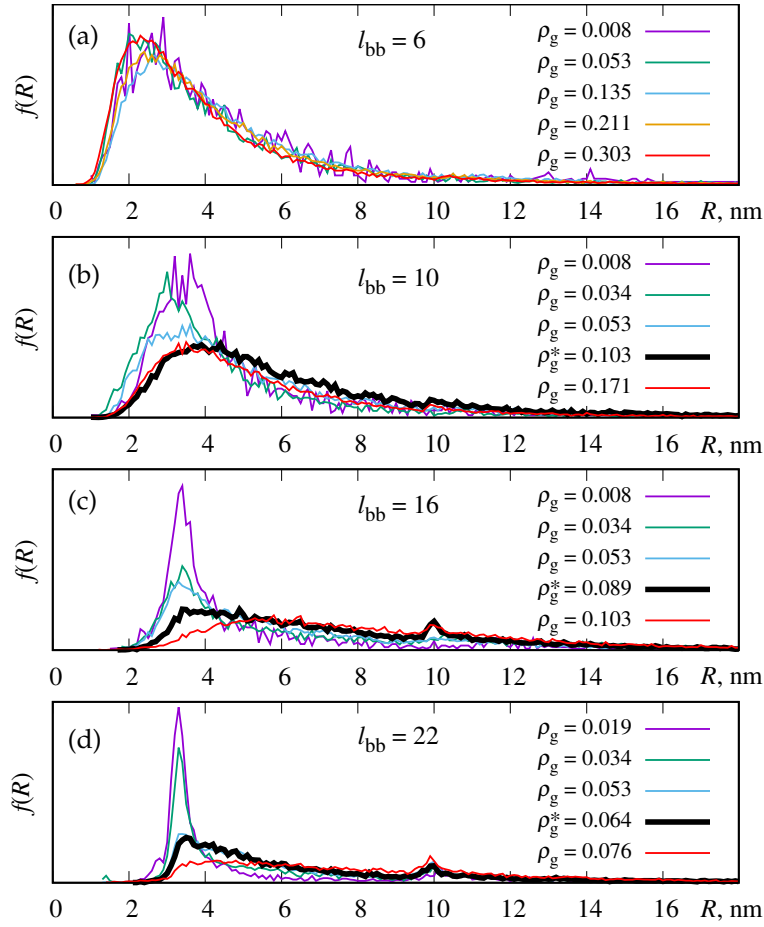 (a)
l_bb = 6
ρ_g = 0.008
ρ_g = 0.053
ρ_g = 0.135
ρ_g = 0.211
ρ_g = 0.303
f(R)
0 2 4 6 8 10 12 14 16 R, nm
(b)
l_bb = 10
ρ_g = 0.008
ρ_g = 0.034
ρ_g = 0.053
ρ_g^* = 0.103
ρ_g = 0.171
f(R)
0 2 4 6 8 10 12 14 16 R, nm
(c)
l_bb = 16
ρ_g = 0.008
ρ_g = 0.034
ρ_g = 0.053
ρ_g^* = 0.089
ρ_g = 0.103
f(R)
0 2 4 6 8 10 12 14 16 R, nm
(d)
l_bb = 22
ρ_g = 0.019
ρ_g = 0.034
ρ_g = 0.053
ρ_g^* = 0.064
ρ_g = 0.076
f(R)
0 2 4 6 8 10 12 14 16 R, nm